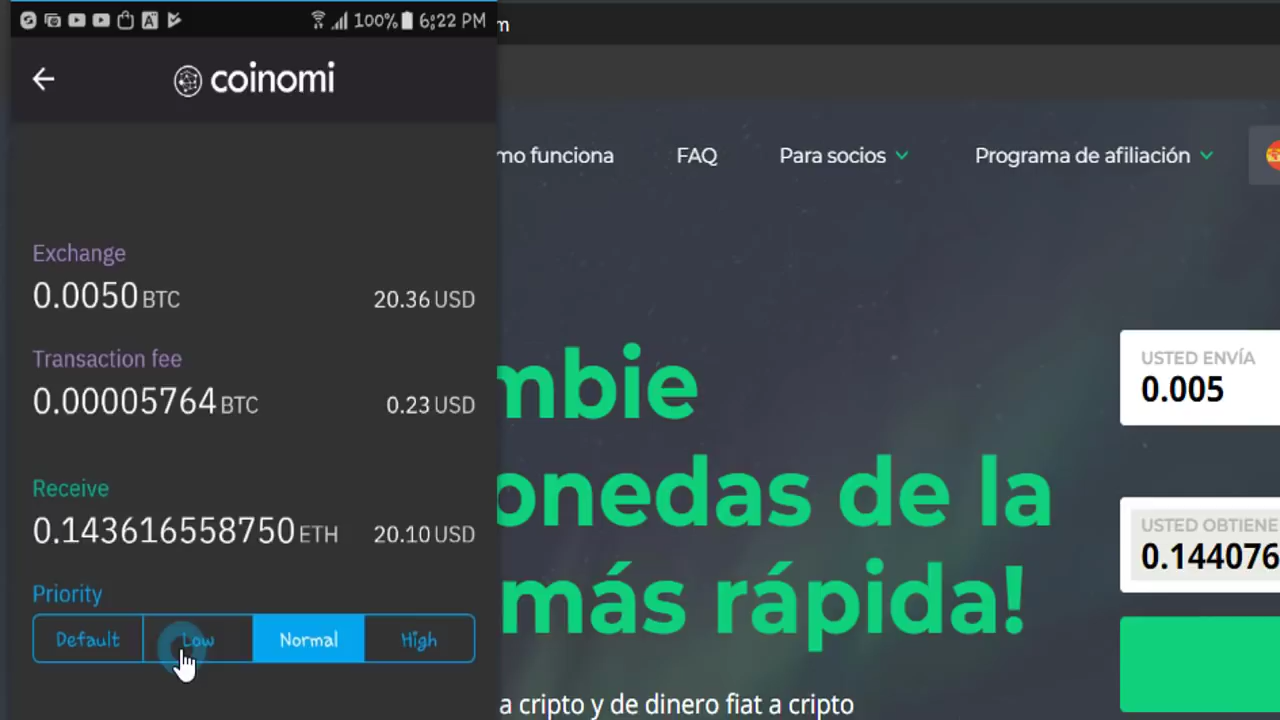 100% 6:22 PM
coinomi
Exchange
0.0050 BTC 20.36 USD
Transaction fee
0.00005764 BTC 0.23 USD
Receive
0.143616558750 ETH 20.10 USD
Priority
Default Low Normal High
m
mo funciona FAQ Para socios Programa de afiliación
mbie
onedas de la
más rápida!
a cripto y de dinero fiat a cripto
USTED ENVÍA
0.005
USTED OBTIENE
0.144076